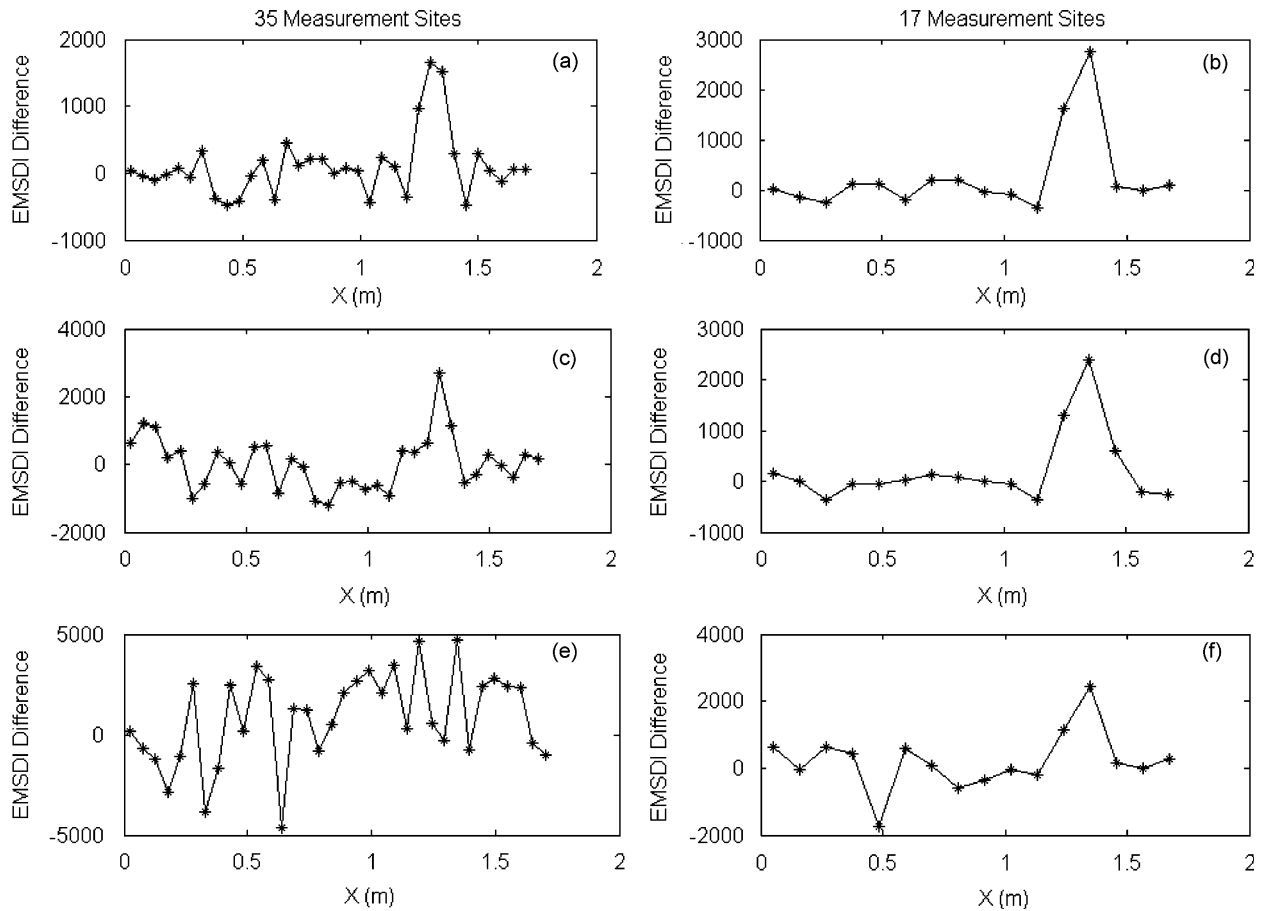 35 Measurement Sites
17 Measurement Sites
2000
1000
0
-1000
EMSDI Difference
(a)
0 0.5 1 1.5 2
X (m)
3000
2000
1000
0
-1000
EMSDI Difference
(b)
0 0.5 1 1.5 2
X (m)
4000
2000
0
-2000
EMSDI Difference
(c)
0 0.5 1 1.5 2
X (m)
3000
2000
1000
0
-1000
EMSDI Difference
(d)
0 0.5 1 1.5 2
X (m)
5000
0
-5000
EMSDI Difference
(e)
0 0.5 1 1.5 2
X (m)
4000
2000
0
-2000
EMSDI Difference
(f)
0 0.5 1 1.5 2
X (m)